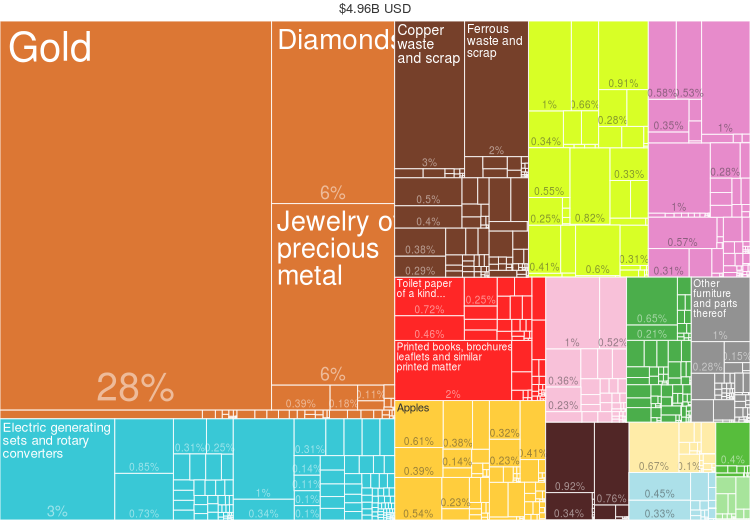 $4.96B USD
Gold
28%
Diamonds
6%
Jewelry o
precious
metal
6%
0.39%
0.18%
0.11%
Copper
waste
and scrap
3%
Ferrous
waste and
scrap
2%
0.5%
0.4%
0.38%
0.29%
1%
0.66%
0.91%
0.28%
0.34%
0.55%
0.25%
0.82%
0.33%
0.41%
0.6%
0.31%
0.58%
0.53%
0.35%
1%
1%
0.28%
0.57%
0.31%
Electric generating
sets and rotary
converters
3%
0.85%
0.73%
0.31%
0.25%
1%
0.34%
0.31%
0.14%
0.11%
0.1%
0.1%
Toilet paper
of a kind...
0.72%
0.46%
0.25%
Printed books, brochures,
leaflets and similar
printed matter
2%
Apples
0.61%
0.39%
0.54%
0.38%
0.14%
0.23%
0.32%
0.23%
0.41%
1%
0.52%
0.36%
0.23%
0.65%
0.21%
Other
furniture
and parts
thereof
1%
0.28%
0.15%
0.92%
0.34%
0.76%
0.67%
0.1%
0.45%
0.33%
0.4%